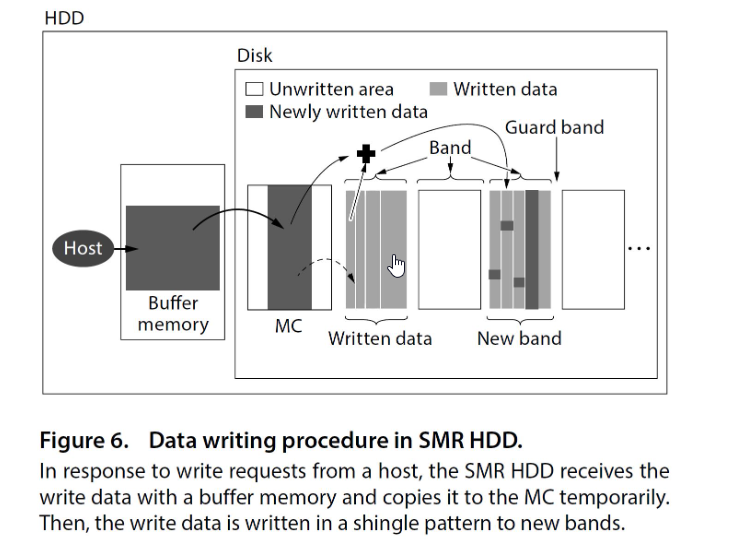 HDD
Disk
Unwritten area
Written data
Newly written data
Guard band
Band
Host
Buffer
memory
MC
Written data
New band
...
Figure 6. Data writing procedure in SMR HDD.
In response to write requests from a host, the SMR HDD receives the
write data with a buffer memory and copies it to the MC temporarily.
Then, the write data is written in a shingle pattern to new bands.